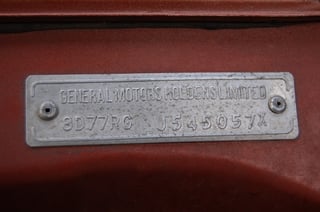 GENERAL MOTORS HOLDENS LIMITED
8D77RG J545057X